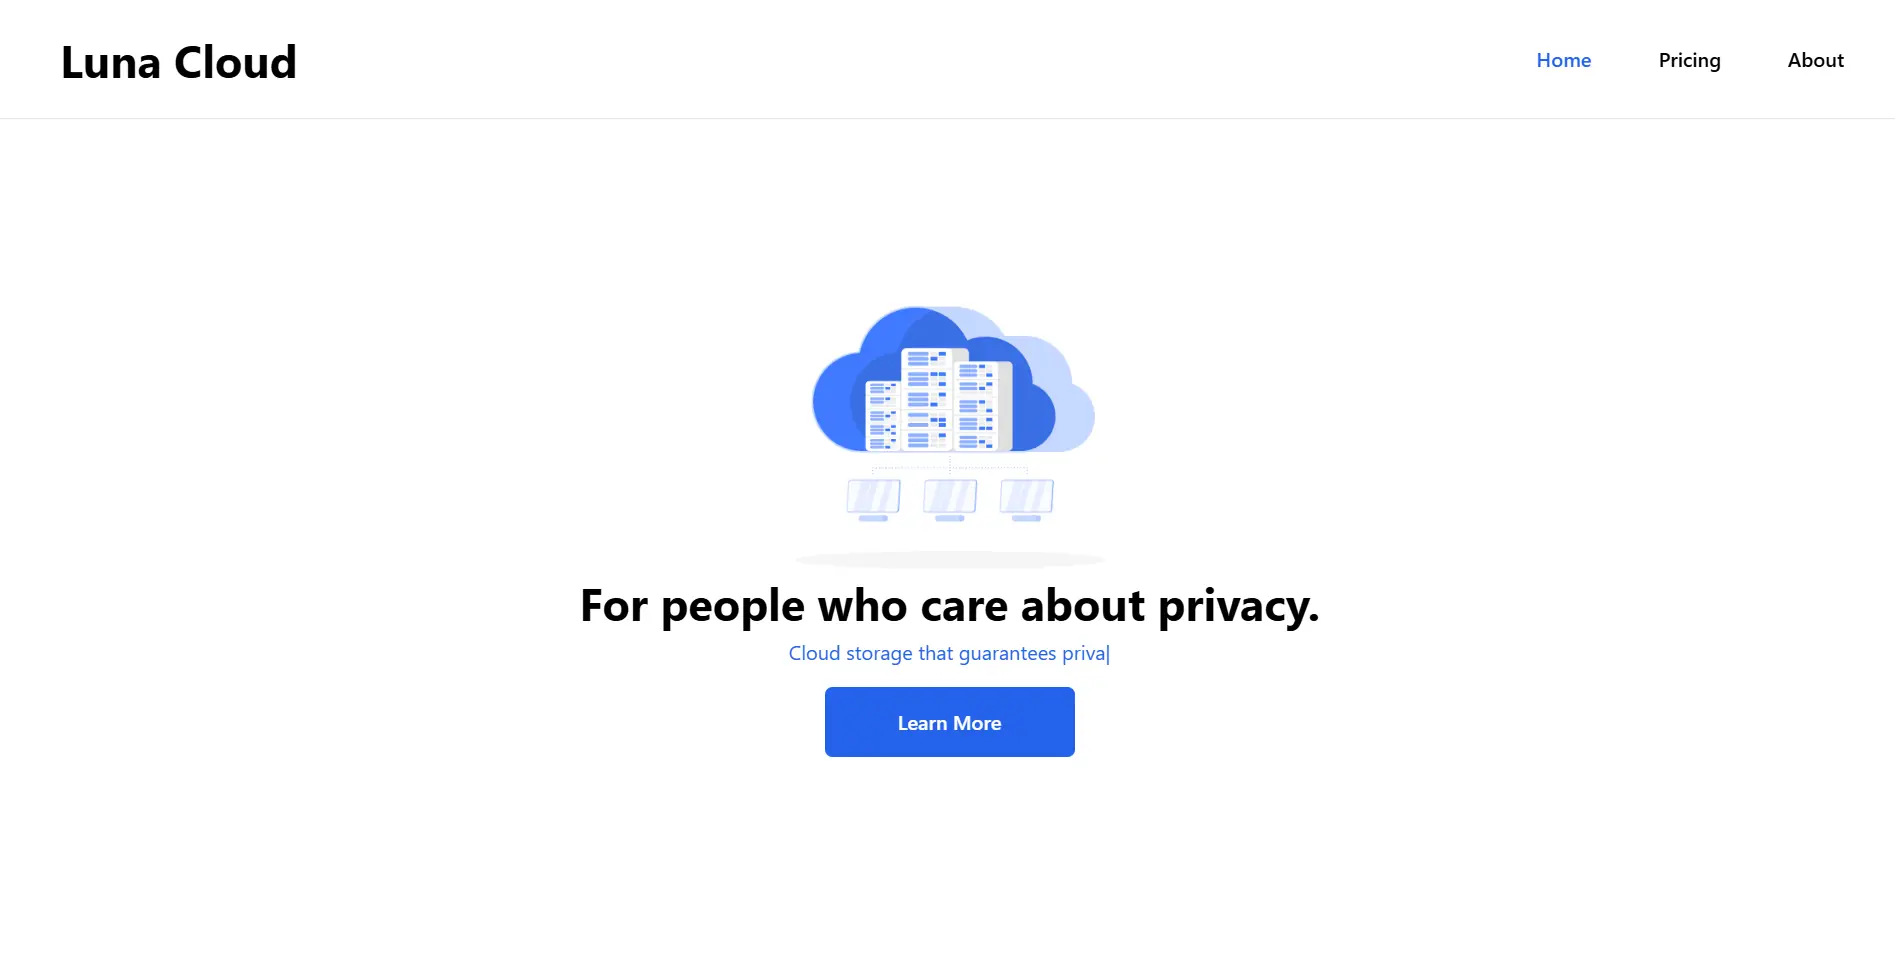 Luna Cloud
Home Pricing About
For people who care about privacy.
Cloud storage that guarantees priva|
Learn More